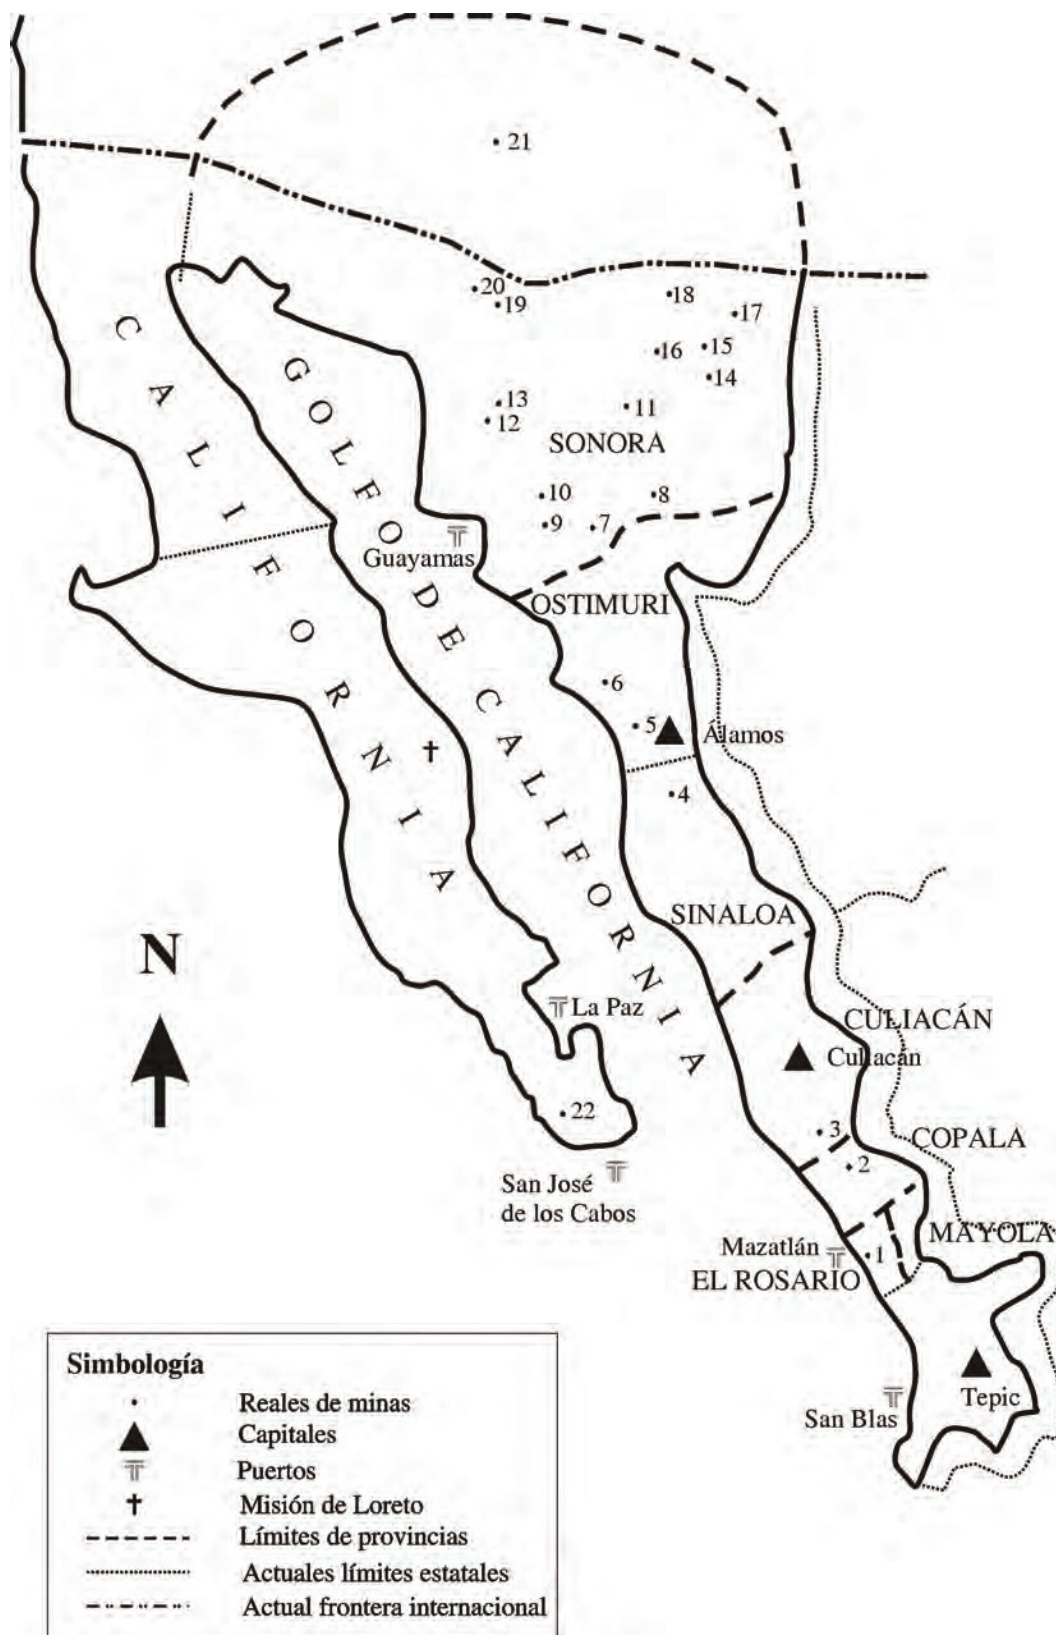 21
20
19
18
17
16
15
14
13
12
11
SONORA
10
9
8
7
Guayamas
OSTIMURI
CALIFORNIA
GOLFO DE CALIFORNIA
6
5
Álamos
4
SINALOA
N
La Paz
CULIACÁN
Culiacán
22
3
COPALA
2
San José
de los Cabos
MAYOLA
Mazatlán
1
EL ROSARIO
San Blas
Tepic
Simbología
Reales de minas
Capitales
Puertos
Misión de Loreto
Límites de provincias
Actuales límites estatales
Actual frontera internacional